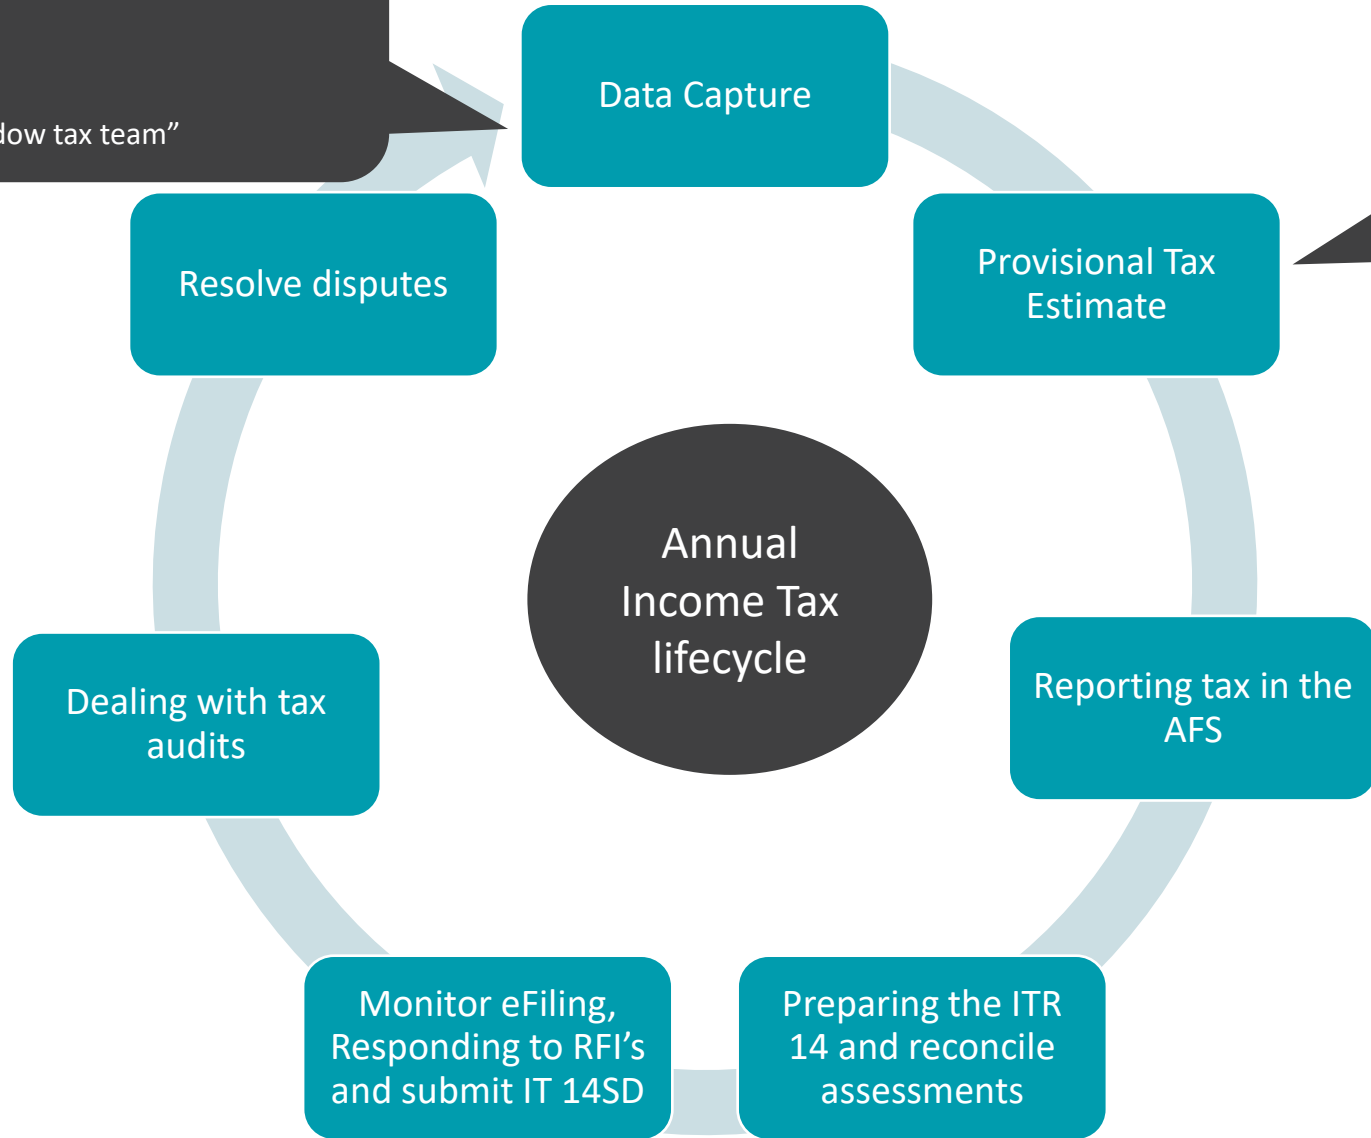 Data Capture
tax team”
Resolve disputes
Provisional Tax
Estimate
Annual
Income Tax
lifecycle
Reporting tax in the
AFS
Dealing with tax
audits
Monitor eFiling,
Responding to RFI’s
and submit IT 14SD
Preparing the ITR
14 and reconcile
assessments